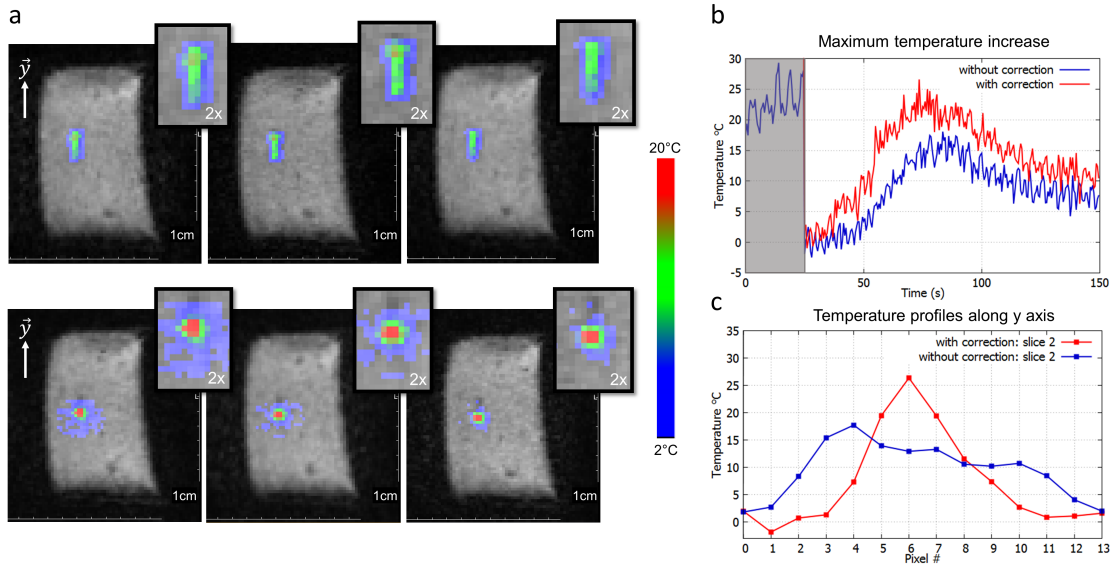 a
y
2x
1cm
2x
1cm
2x
1cm
y
2x
1cm
2x
1cm
2x
1cm
20°C
2°C
b
Maximum temperature increase
without correction
with correction
Temperature °C
30
25
20
15
10
5
0
-5
0
50
100
150
Time (s)
c
Temperature profiles along y axis
with correction: slice 2
without correction: slice 2
Temperature °C
35
30
25
20
15
10
5
0
0 1 2 3 4 5 6 7 8 9 10 11 12 13
Pixel #